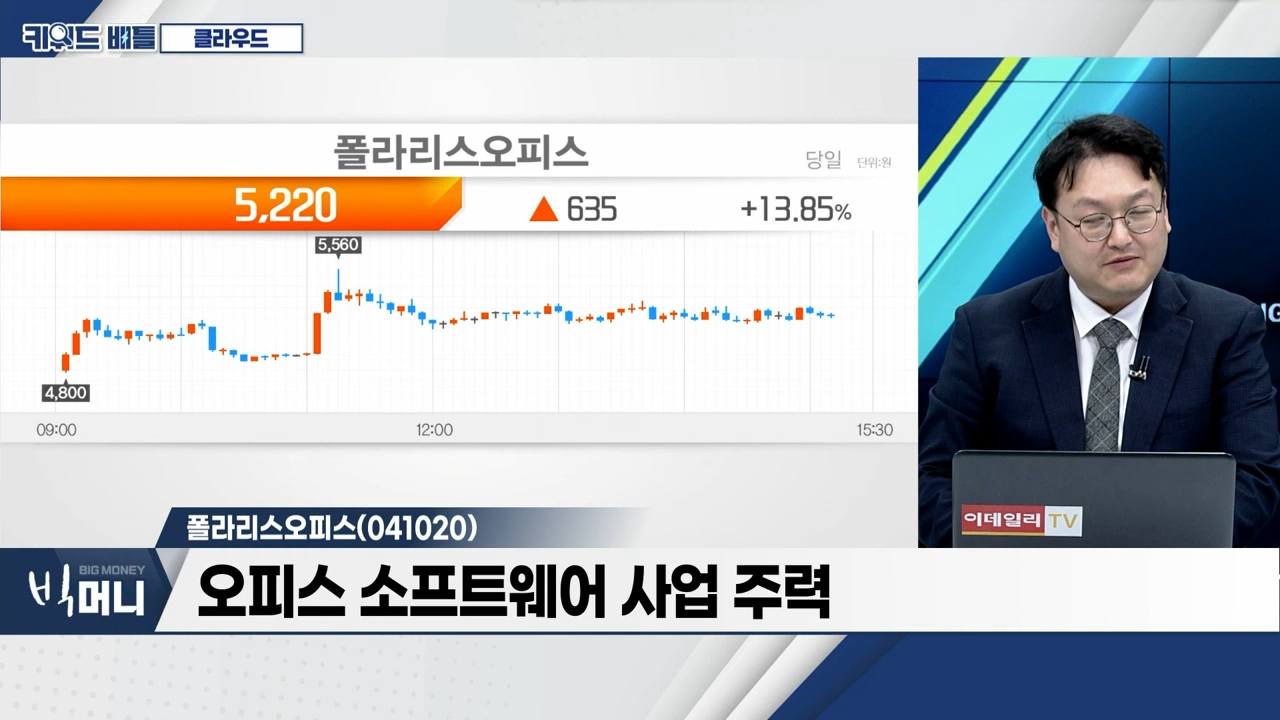 키워드 배틀 클라우드
폴라리스오피스
당일 단위:원
5,220 ▲ 635 +13.85%
5,560
4,800
09:00 12:00 15:30
이데일리TV
폴라리스오피스(041020)
BIG MONEY
빅머니
오피스 소프트웨어 사업 주력